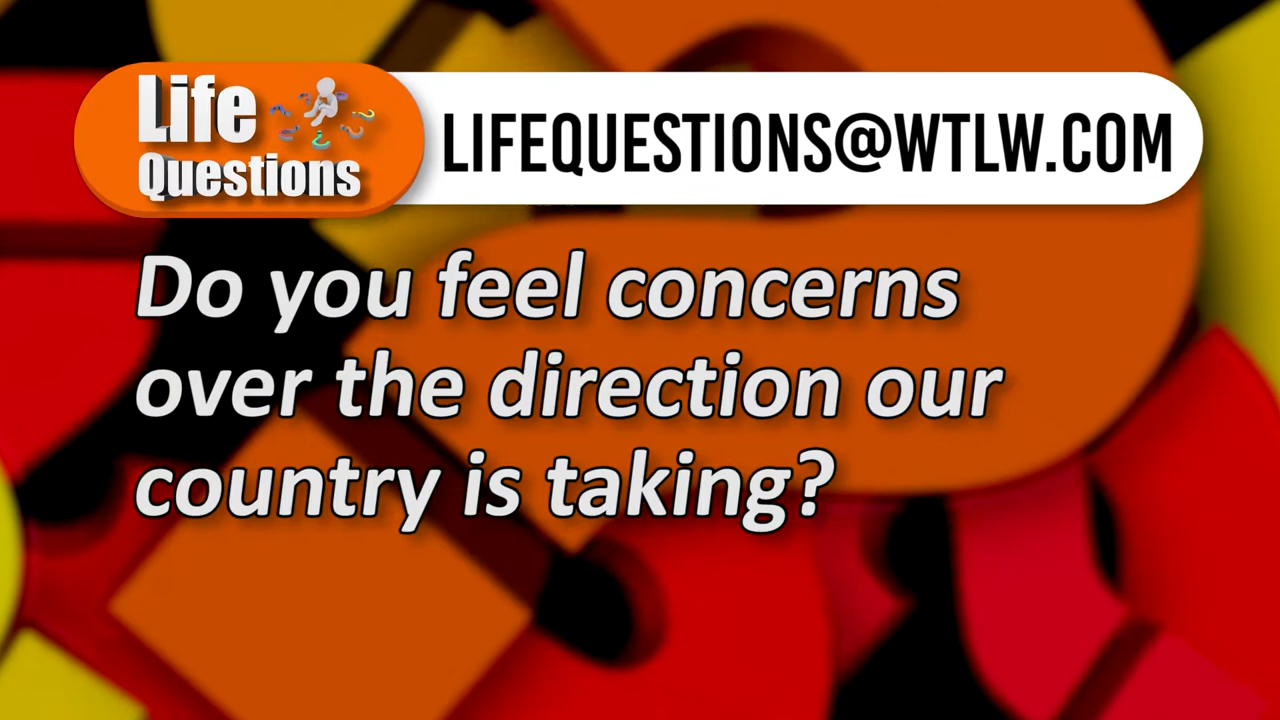 Life
Questions
LIFEQUESTIONS@WTLW.COM
Do you feel concerns
over the direction our
country is taking?